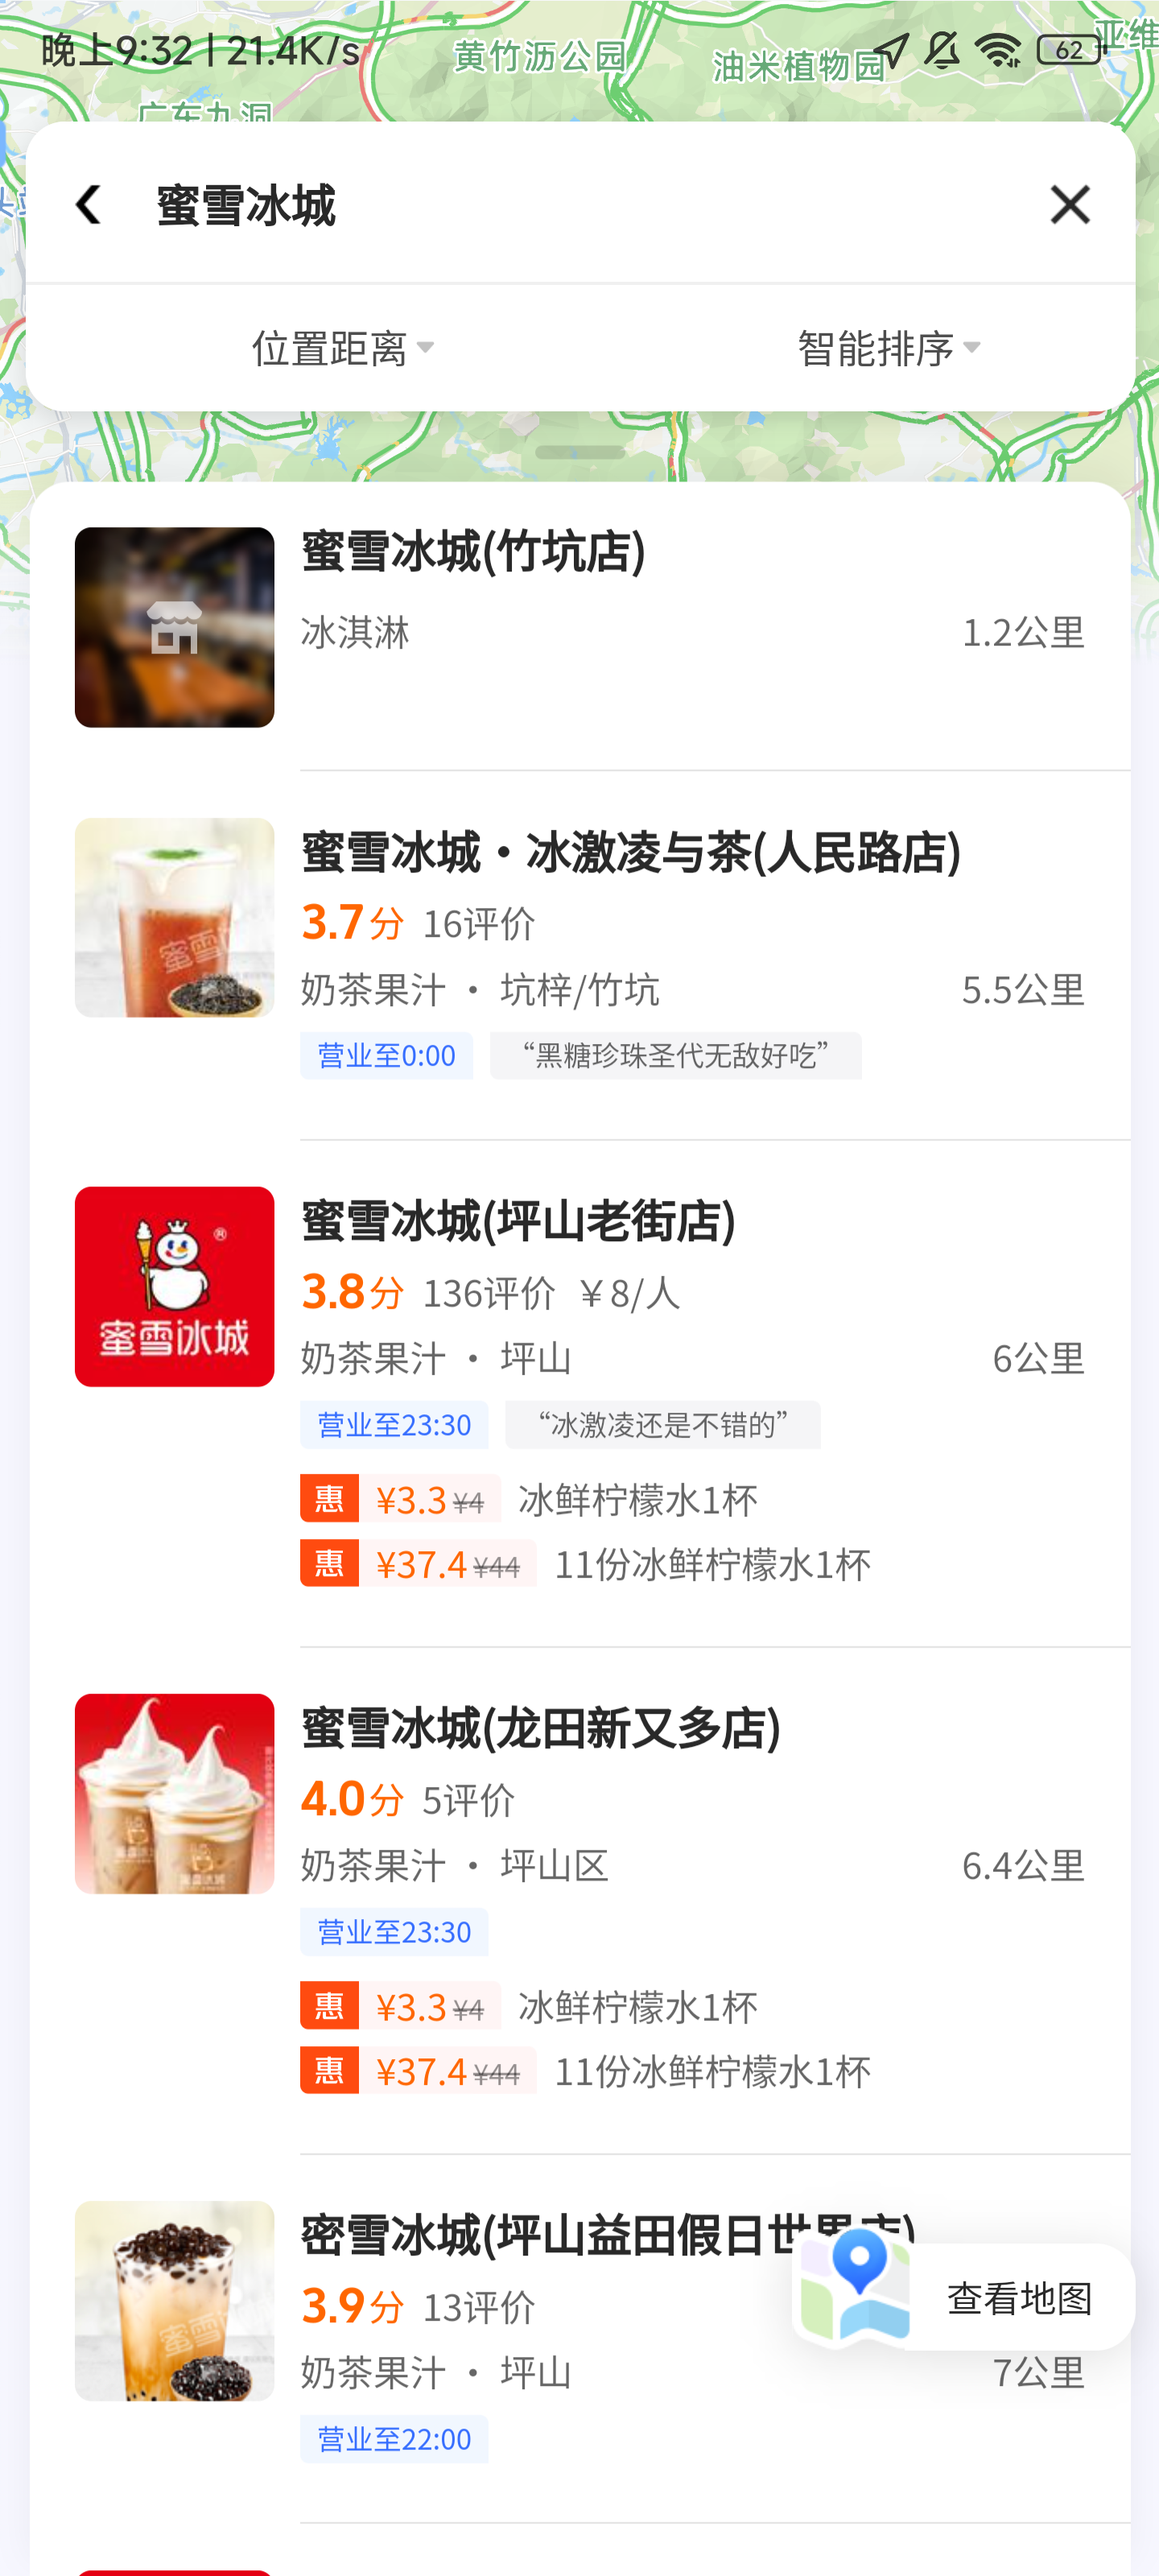 晚上9:32 | 21.4K/s
62
黄竹沥公园
油米植物园
亚维
广东九洞
蜜雪冰城
位置距离
智能排序
蜜雪冰城(竹坑店)
冰淇淋
1.2公里
蜜雪冰城·冰激凌与茶(人民路店)
3.7分 16评价
奶茶果汁 · 坑梓/竹坑
5.5公里
营业至0:00 “黑糖珍珠圣代无敌好吃”
蜜雪冰城
蜜雪冰城(坪山老街店)
3.8分 136评价 ¥8/人
奶茶果汁 · 坪山
6公里
营业至23:30 “冰激凌还是不错的”
惠 ¥3.3 ¥4 冰鲜柠檬水1杯
惠 ¥37.4 ¥44 11份冰鲜柠檬水1杯
蜜雪冰城(龙田新又多店)
4.0分 5评价
奶茶果汁 · 坪山区
6.4公里
营业至23:30
惠 ¥3.3 ¥4 冰鲜柠檬水1杯
惠 ¥37.4 ¥44 11份冰鲜柠檬水1杯
密雪冰城(坪山益田假日世界店)
3.9分 13评价
查看地图
奶茶果汁 · 坪山
7公里
营业至22:00